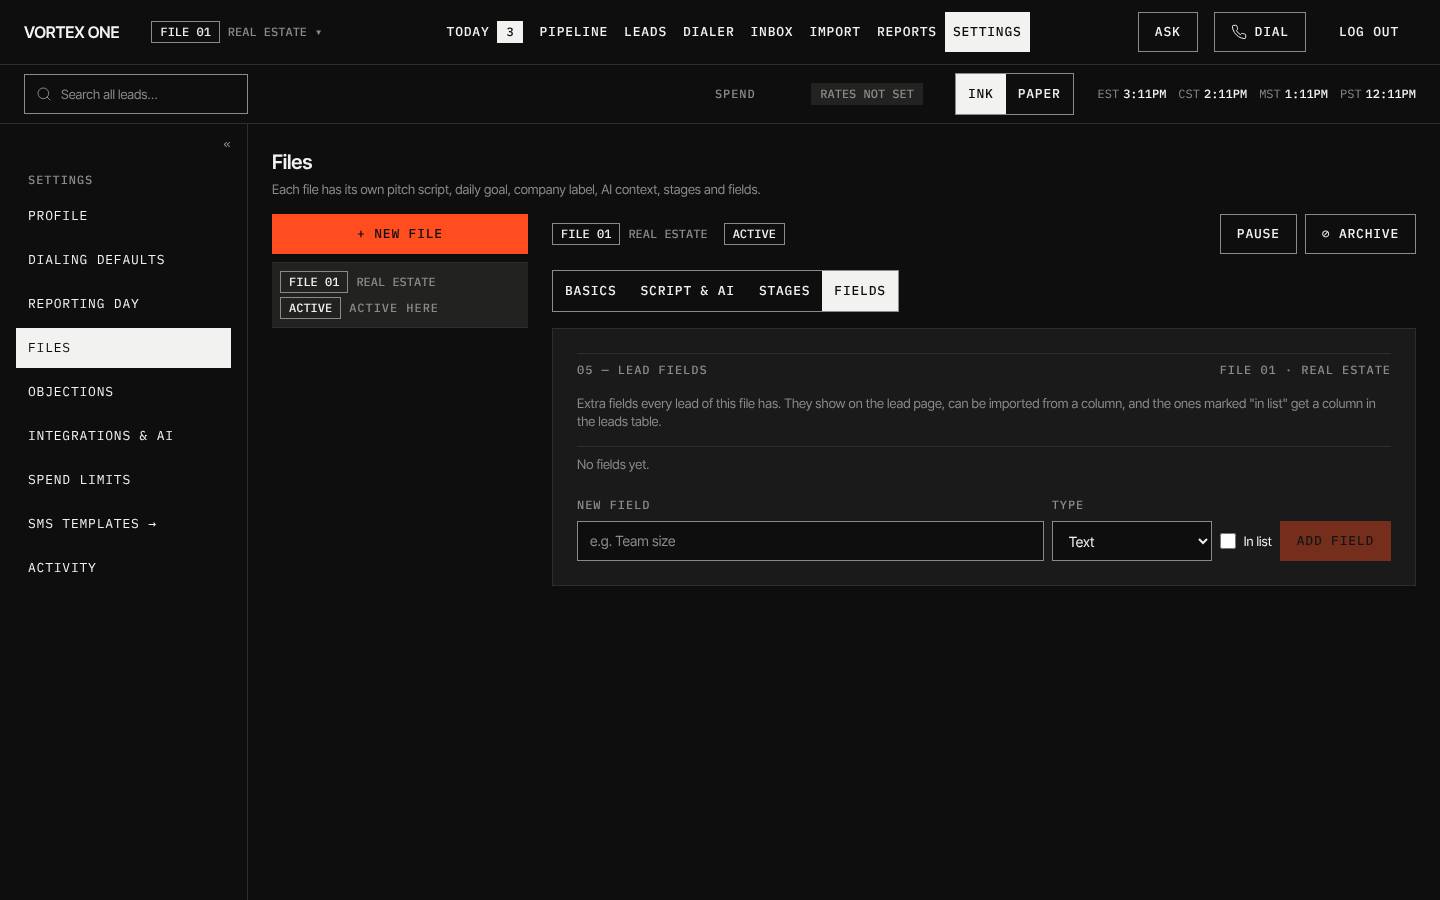 VORTEX ONE
FILE 01 REAL ESTATE ▾
TODAY 3 PIPELINE LEADS DIALER INBOX IMPORT REPORTS SETTINGS
ASK
DIAL
LOG OUT
Search all leads...
SPEND
RATES NOT SET
INK PAPER
EST 3:11PM CST 2:11PM MST 1:11PM PST 12:11PM
«
SETTINGS
PROFILE
DIALING DEFAULTS
REPORTING DAY
FILES
OBJECTIONS
INTEGRATIONS & AI
SPEND LIMITS
SMS TEMPLATES →
ACTIVITY
Files
Each file has its own pitch script, daily goal, company label, AI context, stages and fields.
+ NEW FILE
FILE 01 REAL ESTATE
ACTIVE ACTIVE HERE
FILE 01 REAL ESTATE ACTIVE
PAUSE
⊘ ARCHIVE
BASICS SCRIPT & AI STAGES FIELDS
05 — LEAD FIELDS
FILE 01 · REAL ESTATE
Extra fields every lead of this file has. They show on the lead page, can be imported from a column, and the ones marked "in list" get a column in
the leads table.
No fields yet.
NEW FIELD
TYPE
e.g. Team size
Text
In list
ADD FIELD